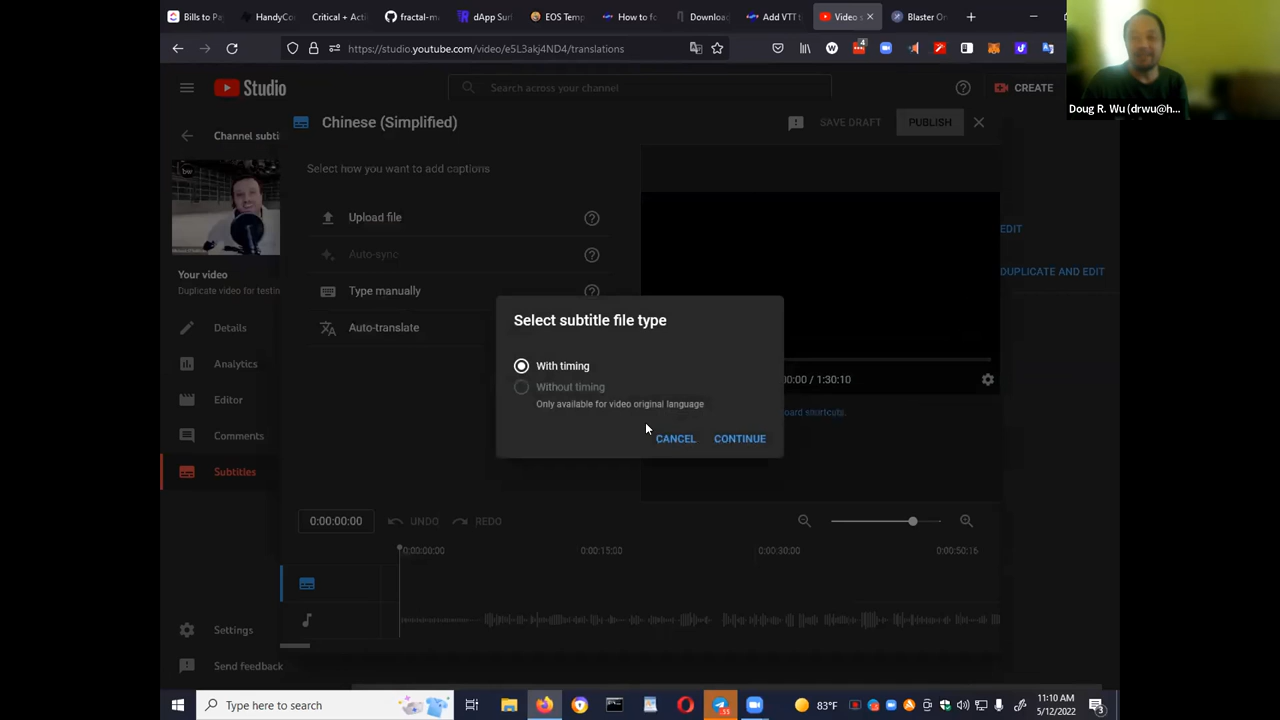 Bills to Pa
HandyCo
Critical + Acti
fractal-m
dApp Sur
EOS Temp
How to fo
Downloa
Add VTT t
Video s
Blaster On
https://studio.youtube.com/video/e5L3akj4ND4/translations
4
Studio
Search across your channel
CREATE
Doug R. Wu (drwu@h...
Channel subti
Chinese (Simplified)
SAVE DRAFT
PUBLISH
Select how you want to add captions
bw
Upload file
Auto-sync
Type manually
Auto-translate
EDIT
DUPLICATE AND EDIT
Your video
Duplicate video for testin
Details
Analytics
Editor
Comments
Subtitles
Select subtitle file type
With timing
Without timing
Only available for video original language
CANCEL
CONTINUE
00:00 / 1:30:10
oard shortcuts.
0:00:00:00
UNDO
REDO
0:00:00:00
0:00:15:00
0:00:30:00
0:00:50:16
Settings
Send feedback
Type here to search
83°F
11:10 AM
5/12/2022
3